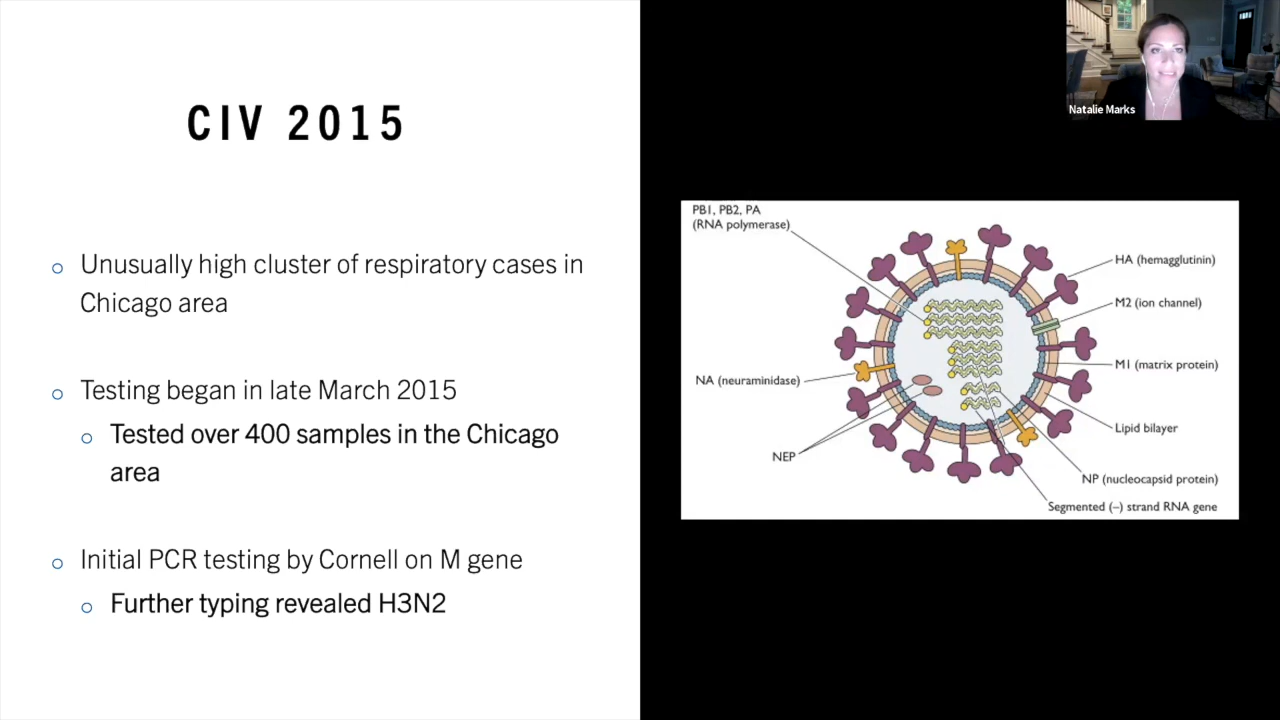 CIV 2015
Unusually high cluster of respiratory cases in
Chicago area
Testing began in late March 2015
Tested over 400 samples in the Chicago
area
Initial PCR testing by Cornell on M gene
Further typing revealed H3N2
Natalie Marks
PB1, PB2, PA
(RNA polymerase)
HA (hemagglutinin)
M2 (ion channel)
M1 (matrix protein)
NA (neuraminidase)
Lipid bilayer
NEP
NP (nucleocapsid protein)
Segmented (–) strand RNA gene